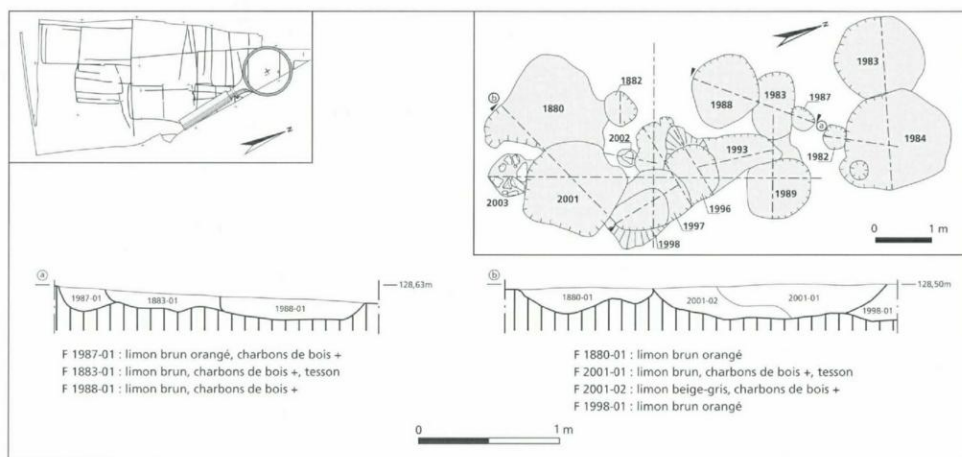 z
z
1983
1882
1880
1988
1983
1987
b
a
1984
2002
1993
1982
2001
1989
2003
1996
1997
1998
0 1 m
a
128,63m
1987-01
1883-01
1988-01
b
128,50m
1880-01
2001-02
2001-01
1998-01
F 1987-01 : limon brun orangé, charbons de bois +
F 1883-01 : limon brun, charbons de bois +, tesson
F 1988-01 : limon brun, charbons de bois +
F 1880-01 : limon brun orangé
F 2001-01 : limon brun, charbons de bois +, tesson
F 2001-02 : limon beige-gris, charbons de bois +
F 1998-01 : limon brun orangé
0 1 m